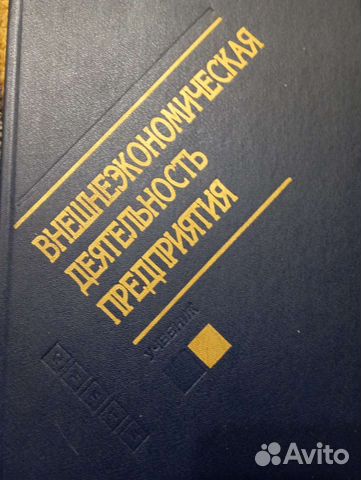 ВНЕШНЕЭКОНОМИЧЕСКАЯ
ДЕЯТЕЛЬНОСТЬ
ПРЕДПРИЯТИЯ
УЧЕБНИК
Avito